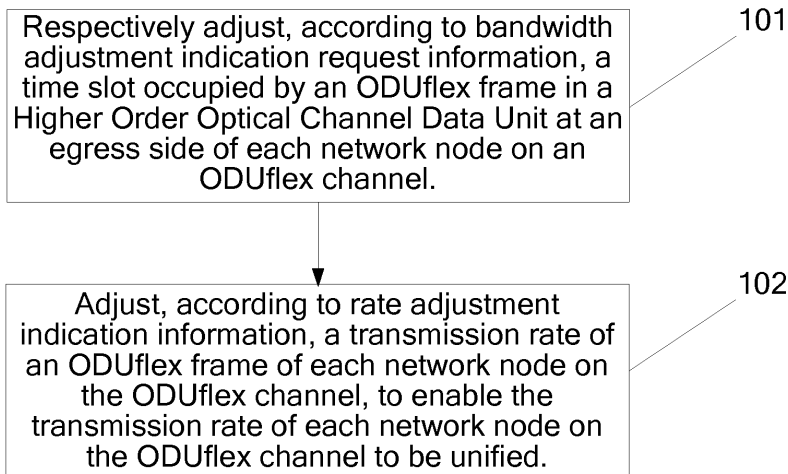 Respectively adjust, according to bandwidth
101
adjustment indication request information, a
time slot occupied by an ODUflex frame in a
Higher Order Optical Channel Data Unit at an
egress side of each network node on an
ODUflex channel.
102
Adjust, according to rate adjustment
indication information, a transmission rate of
an ODUflex frame of each network node on
the ODUflex channel, to enable the
transmission rate of each network node on
the ODUflex channel to be unified.